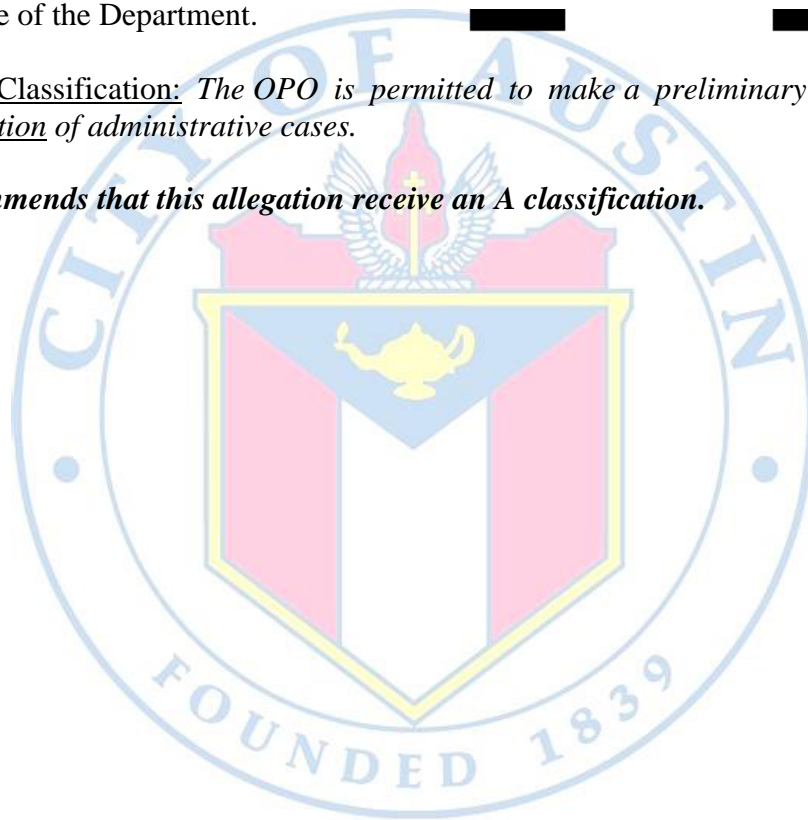 e of the Department.
Classification: The OPO is permitted to make a preliminary
tion of administrative cases.
mends that this allegation receive an A classification.
CITY OF AUSTIN
FOUNDED 1839